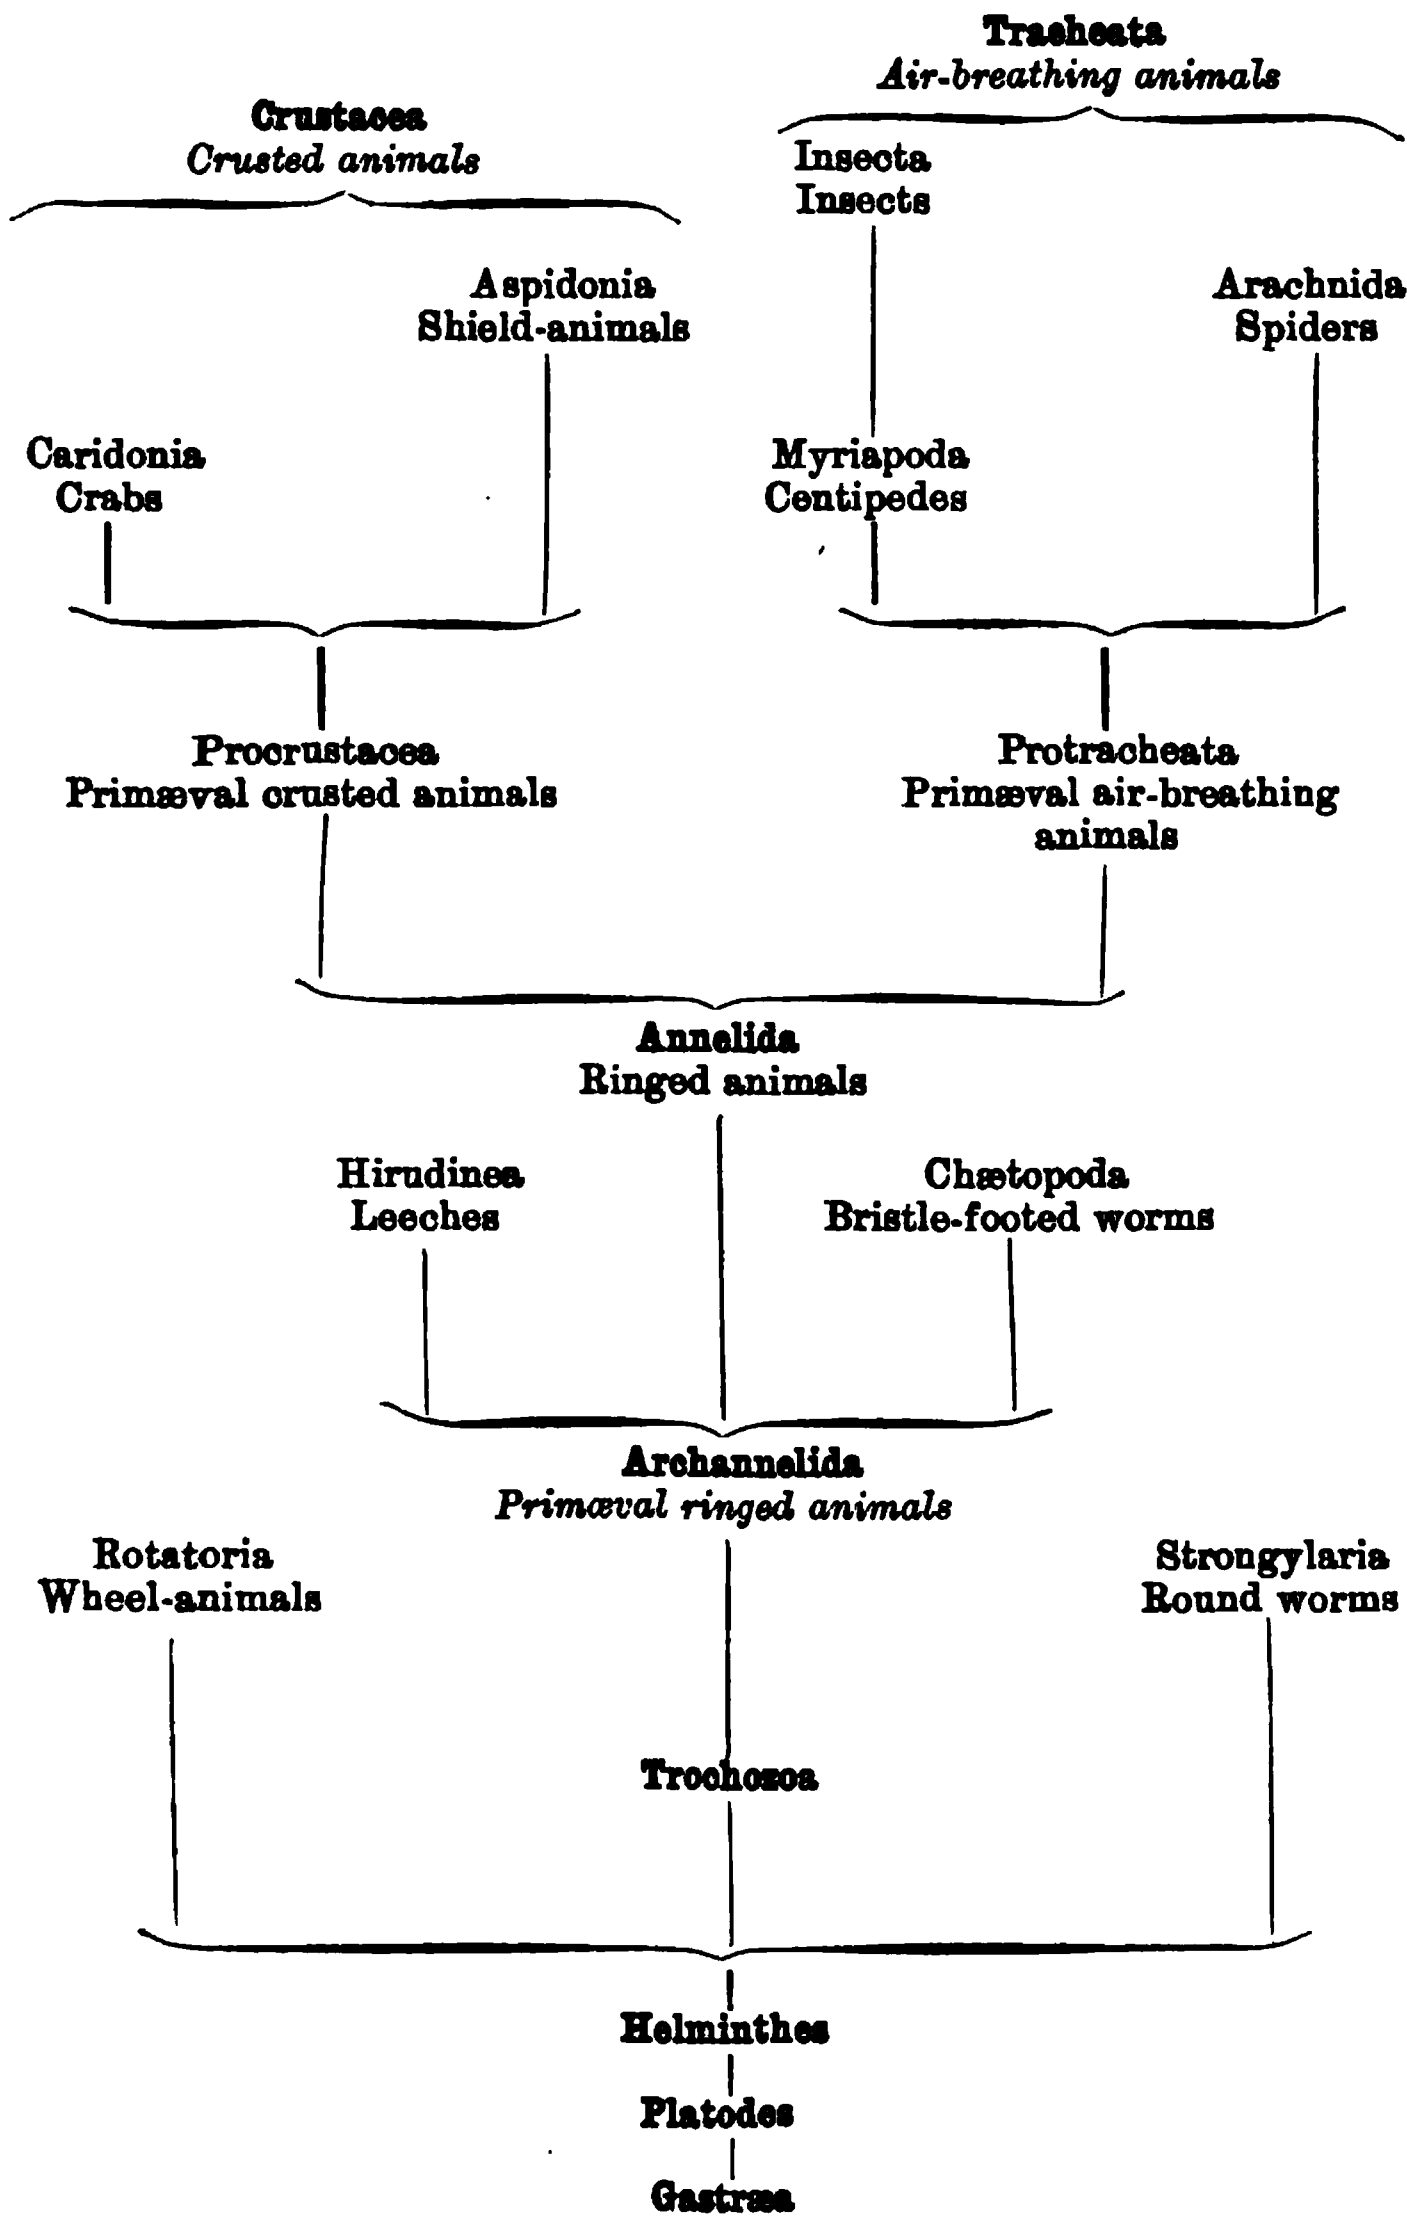 Tracheata
Air-breathing animals
Crustacea
Crusted animals
Insecta
Insects
Aspidonia
Shield-animals
Arachnida
Spiders
Caridonia
Crabs
Myriapoda
Centipedes
Procrustacea
Primæval crusted animals
Protracheata
Primæval air-breathing
animals
Annelida
Ringed animals
Hirudinea
Leeches
Chætopoda
Bristle-footed worms
Archannelida
Primæval ringed animals
Rotatoria
Wheel-animals
Strongylaria
Round worms
Trochozoa
Helminthes
Platodes
Gastræa